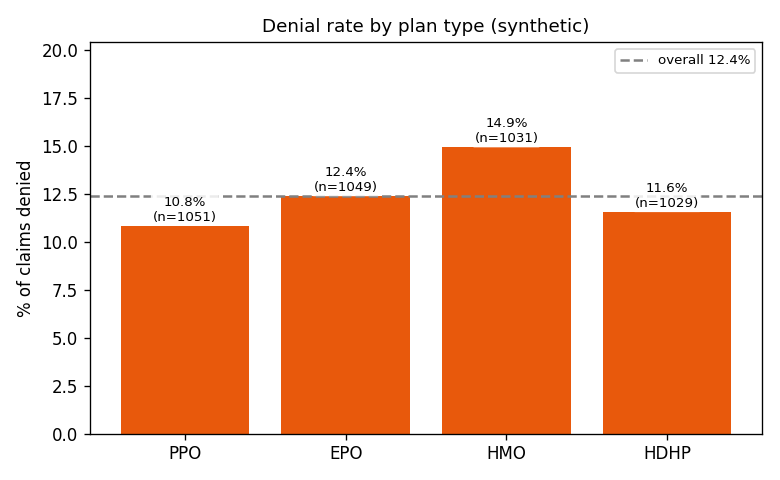 Denial rate by plan type (synthetic)
overall 12.4%
% of claims denied
20.0
17.5
15.0
12.5
10.0
7.5
5.0
2.5
0.0
10.8%
(n=1051)
12.4%
(n=1049)
14.9%
(n=1031)
11.6%
(n=1029)
PPO
EPO
HMO
HDHP